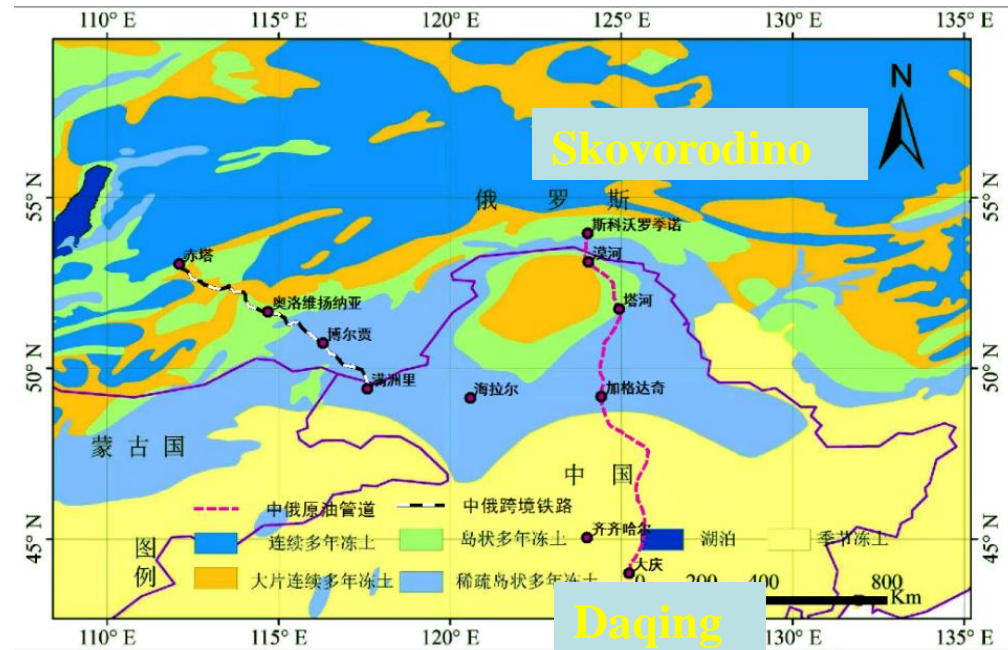 110° E 115° E 120° E 125° E 130° E 135° E
N
Skovorodino
55° N
55° N
俄 罗 斯
斯科沃罗季诺
赤塔
漠河
奥洛维扬纳亚
塔河
博尔贾
50° N
50° N
满洲里
海拉尔
加格达奇
蒙古国
中 国
中俄原油管道
中俄跨境铁路
齐齐哈尔
45° N
45° N
图例
连续多年冻土
岛状多年冻土
湖泊
季节冻土
大片连续多年冻土
稀疏岛状多年冻土
大庆
0 200 400 800
Km
Daqing
110° E 115° E 120° E 130° E 135° E